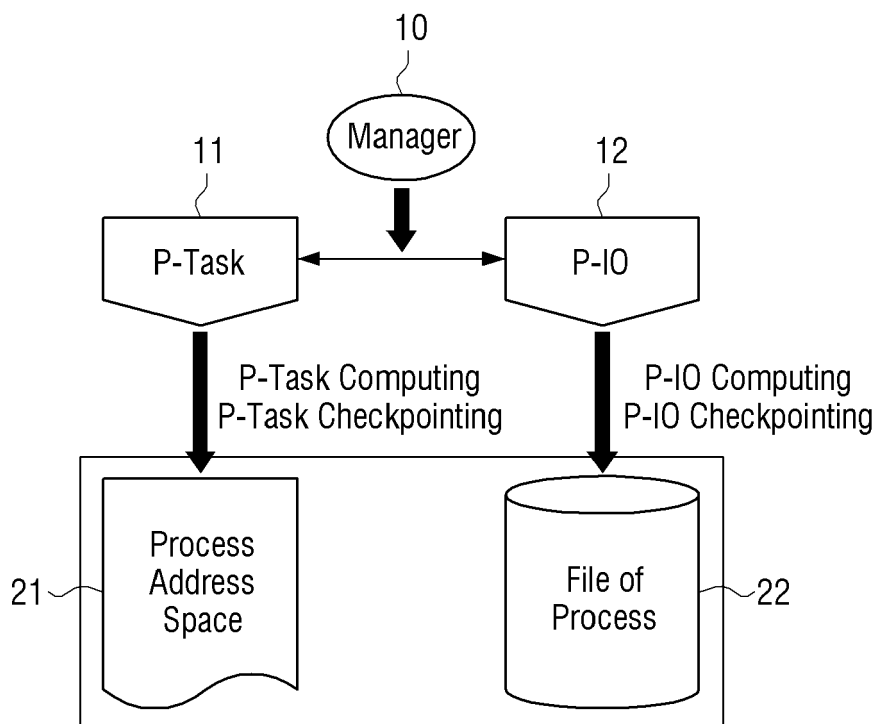 10
Manager
11
12
P-Task
P-IO
P-Task Computing
P-Task Checkpointing
P-IO Computing
P-IO Checkpointing
Process
Address
Space
File of
Process
21
22